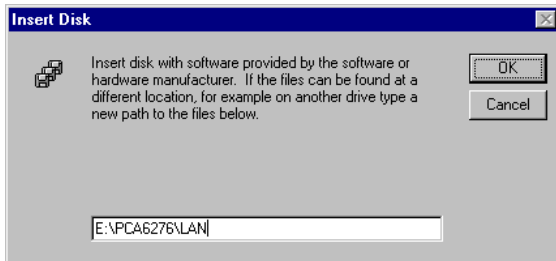 Insert Disk
Insert disk with software provided by the software or
hardware manufacturer. If the files can be found at a
different location, for example on another drive type a
new path to the files below.
OK
Cancel
E:\PCA6276\LAN